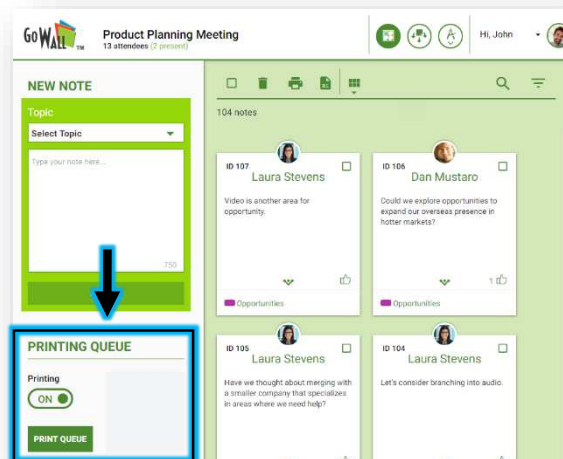 GoWall TM
Product Planning Meeting
13 attendees (2 present)
Hi, John
NEW NOTE
Topic
Select Topic
Type your note here...
750
PRINTING QUEUE
Printing
ON
PRINT QUEUE
104 notes
ID 107
Laura Stevens
Video is another area for
opportunity.
Opportunities
ID 106
Dan Mustaro
Could we explore opportunities to
expand our overseas presence in
hotter markets?
1
Opportunities
ID 105
Laura Stevens
Have we thought about merging with
a smaller company that specializes
in areas where we need help?
ID 104
Laura Stevens
Let's consider branching into audio.